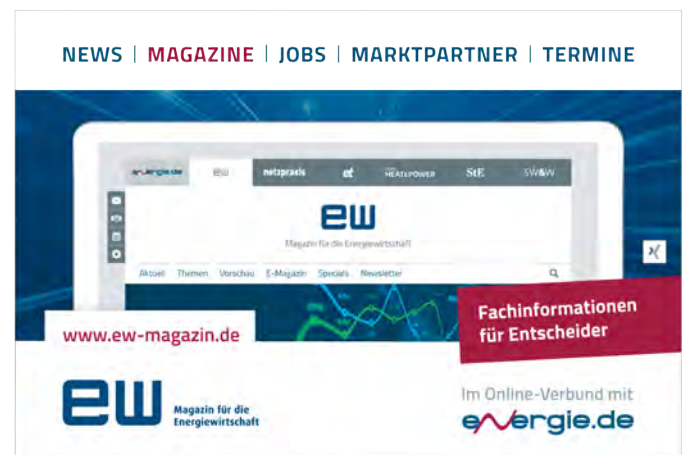 NEWS | MAGAZINE | JOBS | MARKTPARTNER | TERMINE
energie.de ew netzpraxis et HEAT&POWER StE SW&W
ew
Magazin für die Energiewirtschaft
Aktuell Themen Vorschau E-Magazin Specials Newsletter
www.ew-magazin.de
Fachinformationen
für Entscheider
ew
Magazin für die
Energiewirtschaft
Im Online-Verbund mit
energie.de